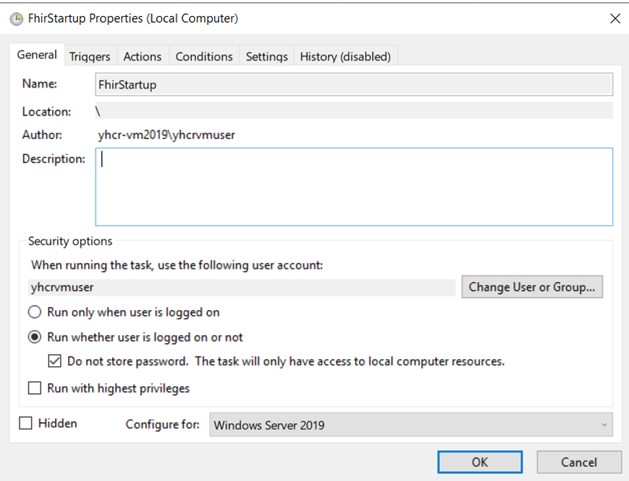 FhirStartup Properties (Local Computer)
General Triggers Actions Conditions Settings History (disabled)
Name: FhirStartup
Location: \
Author: yhcr-vm2019\yhcrvmuser
Description:
Security options
When running the task, use the following user account:
yhcrvmuser Change User or Group...
Run only when user is logged on
Run whether user is logged on or not
Do not store password. The task will only have access to local computer resources.
Run with highest privileges
Hidden Configure for: Windows Server 2019
OK Cancel